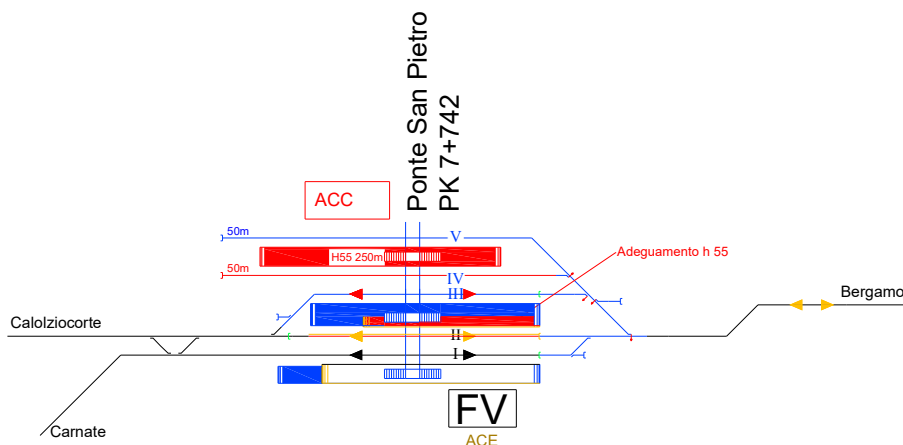 Ponte San Pietro
PK 7+742
ACC
50m
V
H55 250m
Adeguamento h 55
50m
IV
III
Bergamo
Calolziocorte
II
I
FV
Carnate
ACE